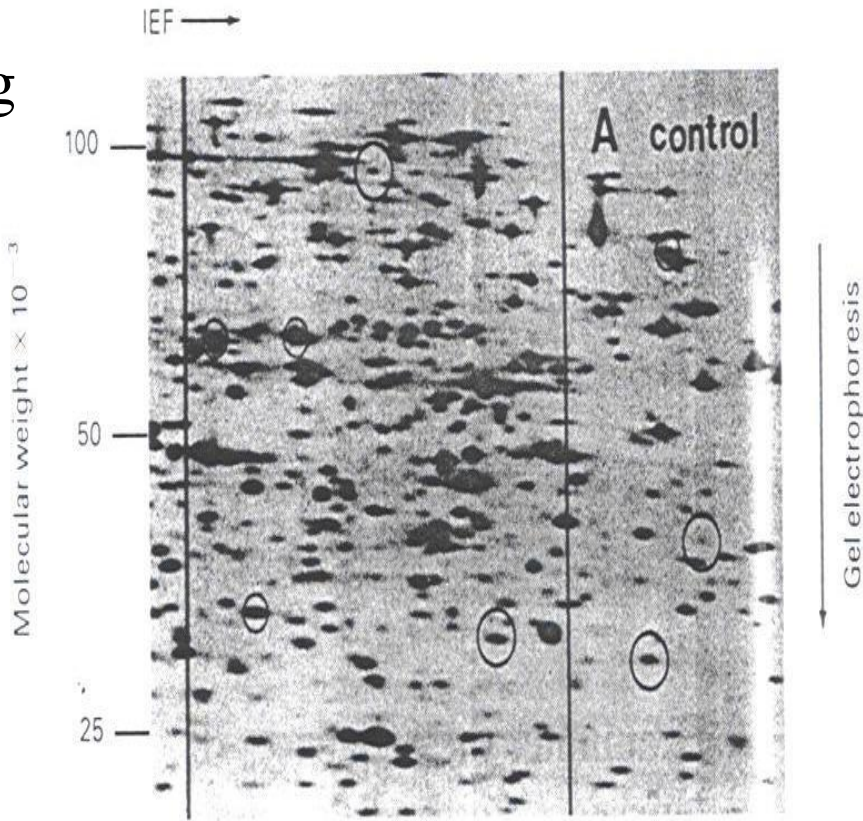 IEF
g
A control
100
50
25
Molecular weight × 10⁻³
Gel electrophoresis